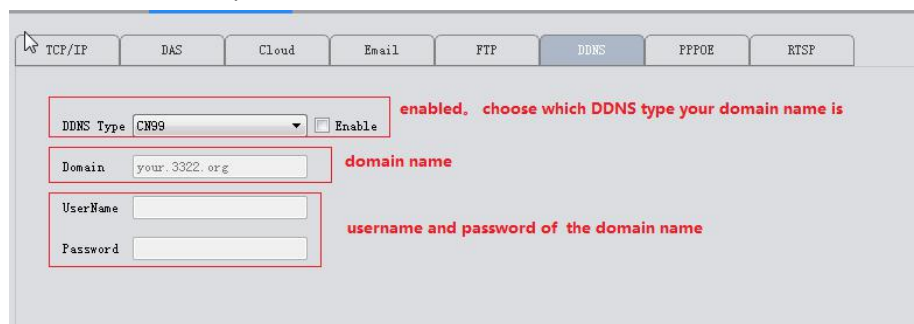 TCP/IP DAS Cloud Email FTP DDNS PPPOE RTSP
enabled。 choose which DDNS type your domain name is
DDNS Type CN99 Enable
Domain your.3322.org domain name
UserName
username and password of the domain name
Password